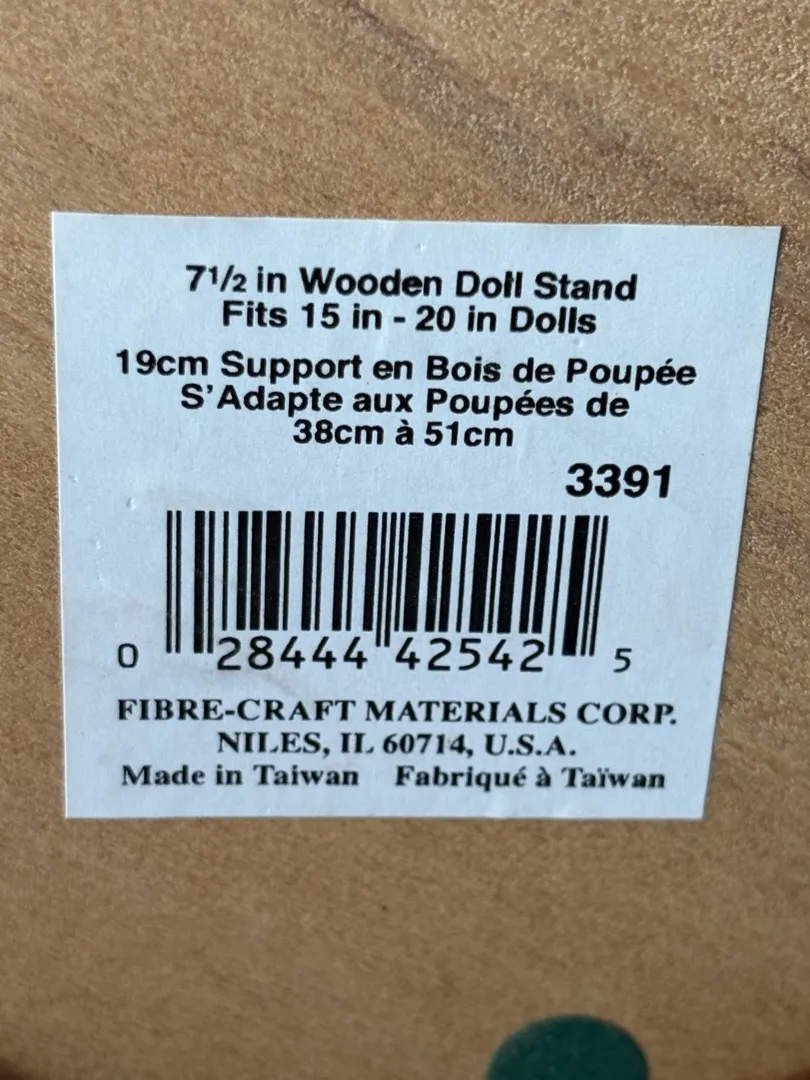 7½ in Wooden Doll Stand
Fits 15 in - 20 in Dolls
19cm Support en Bois de Poupée
S'Adapte aux Poupées de
38cm à 51cm
3391
0 28444 42542 5
FIBRE-CRAFT MATERIALS CORP.
NILES, IL 60714, U.S.A.
Made in Taiwan Fabriqué à Taïwan